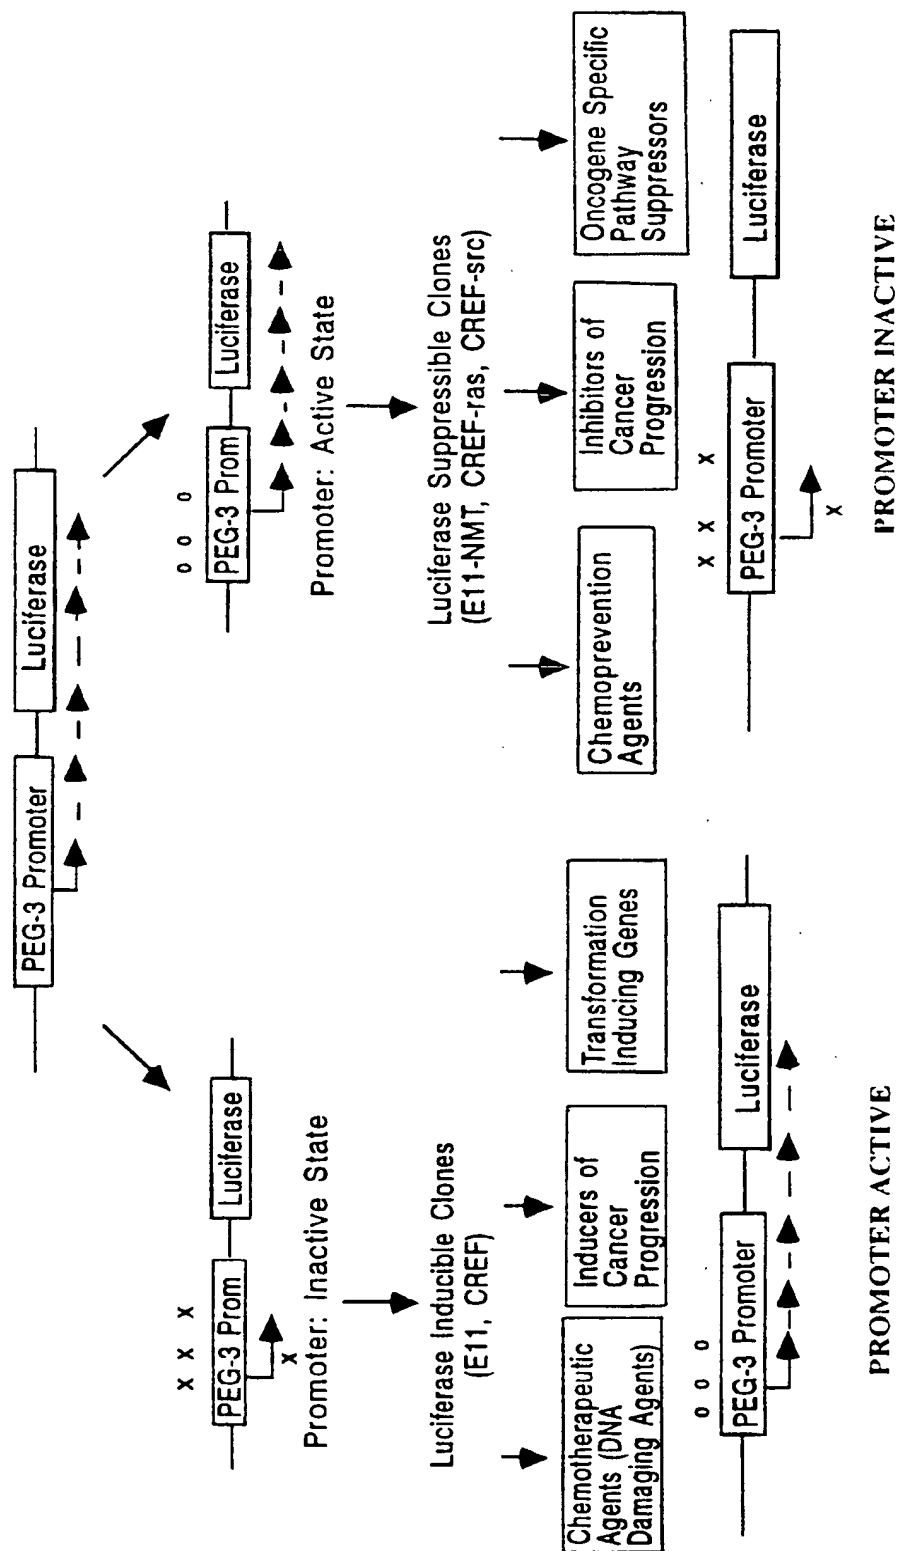 PEG-3 Promoter
Luciferase
X X X
PEG-3 Prom
Luciferase
X
Promoter: Inactive State
Luciferase Inducible Clones
(E11, CREF)
Chemotherapeutic
Agents (DNA
Damaging Agents)
Inducers of
Cancer
Progression
Transformation
Inducing Genes
o o o
PEG-3 Promoter
Luciferase
PROMOTER ACTIVE
o o o
PEG-3 Prom
Luciferase
Promoter: Active State
Luciferase Suppressible Clones
(E11-NMT, CREF-ras, CREF-src)
Chemoprevention
Agents
Inhibitors of
Cancer
Progression
Oncogene Specific
Pathway
Suppressors
X X X X
PEG-3 Promoter
Luciferase
X
PROMOTER INACTIVE